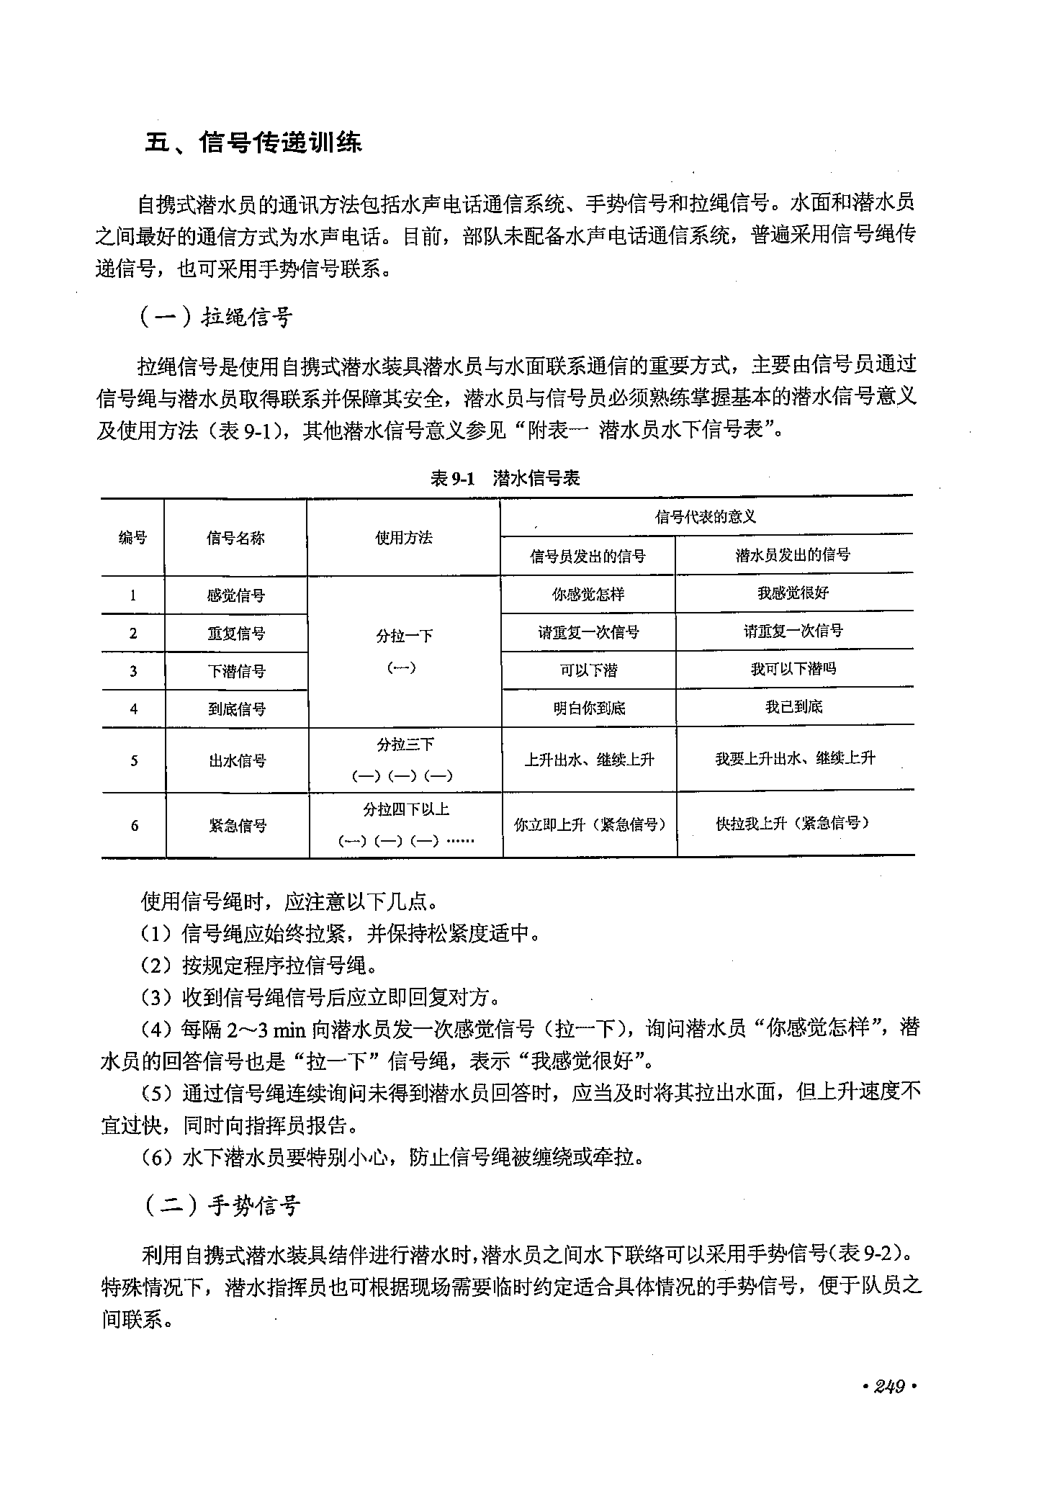 五、信号传递训练
自携式潜水员的通讯方法包括水声电话通信系统、手势信号和拉绳信号。水面和潜水员
之间最好的通信方式为水声电话。目前，部队未配备水声电话通信系统，普遍采用信号绳传
递信号，也可采用手势信号联系。
（一）拉绳信号
拉绳信号是使用自携式潜水装具潜水员与水面联系通信的重要方式，主要由信号员通过
信号绳与潜水员取得联系并保障其安全，潜水员与信号员必须熟练掌握基本的潜水信号意义
及使用方法（表 9-1），其他潜水信号意义参见“附表一 潜水员水下信号表”。
表 9-1 潜水信号表
编号 信号名称 使用方法 信号代表的意义
信号员发出的信号 潜水员发出的信号
1 感觉信号 你感觉怎样 我感觉很好
2 重复信号 分拉一下 请重复一次信号 请重复一次信号
3 下潜信号 （一） 可以下潜 我可以下潜吗
4 到底信号 明白你到底 我已到底
5 出水信号 分拉三下 上升出水、继续上升 我要上升出水、继续上升
（一）（一）（一）
6 紧急信号 分拉四下以上 你立即上升（紧急信号） 快拉我上升（紧急信号）
（一）（一）（一）……
使用信号绳时，应注意以下几点。
（1）信号绳应始终拉紧，并保持松紧度适中。
（2）按规定程序拉信号绳。
（3）收到信号绳信号后应立即回复对方。
（4）每隔 2～3 min 向潜水员发一次感觉信号（拉一下），询问潜水员“你感觉怎样”，潜
水员的回答信号也是“拉一下”信号绳，表示“我感觉很好”。
（5）通过信号绳连续询问未得到潜水员回答时，应当及时将其拉出水面，但上升速度不
宜过快，同时向指挥员报告。
（6）水下潜水员要特别小心，防止信号绳被缠绕或牵拉。
（二）手势信号
利用自携式潜水装具结伴进行潜水时，潜水员之间水下联络可以采用手势信号（表 9-2）。
特殊情况下，潜水指挥员也可根据现场需要临时约定适合具体情况的手势信号，便于队员之
间联系。
·249·